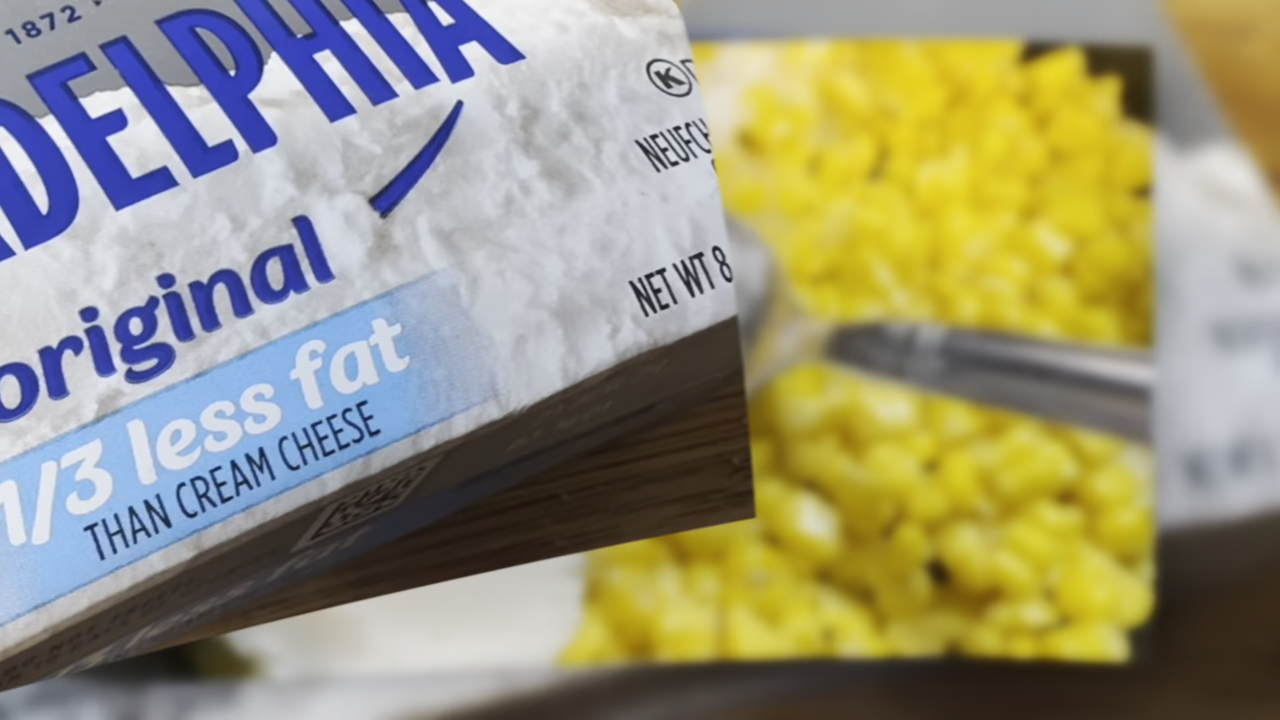 1872
DELPHIA
original
1/3 less fat
THAN CREAM CHEESE
K
NEUFCH
NET WT 8